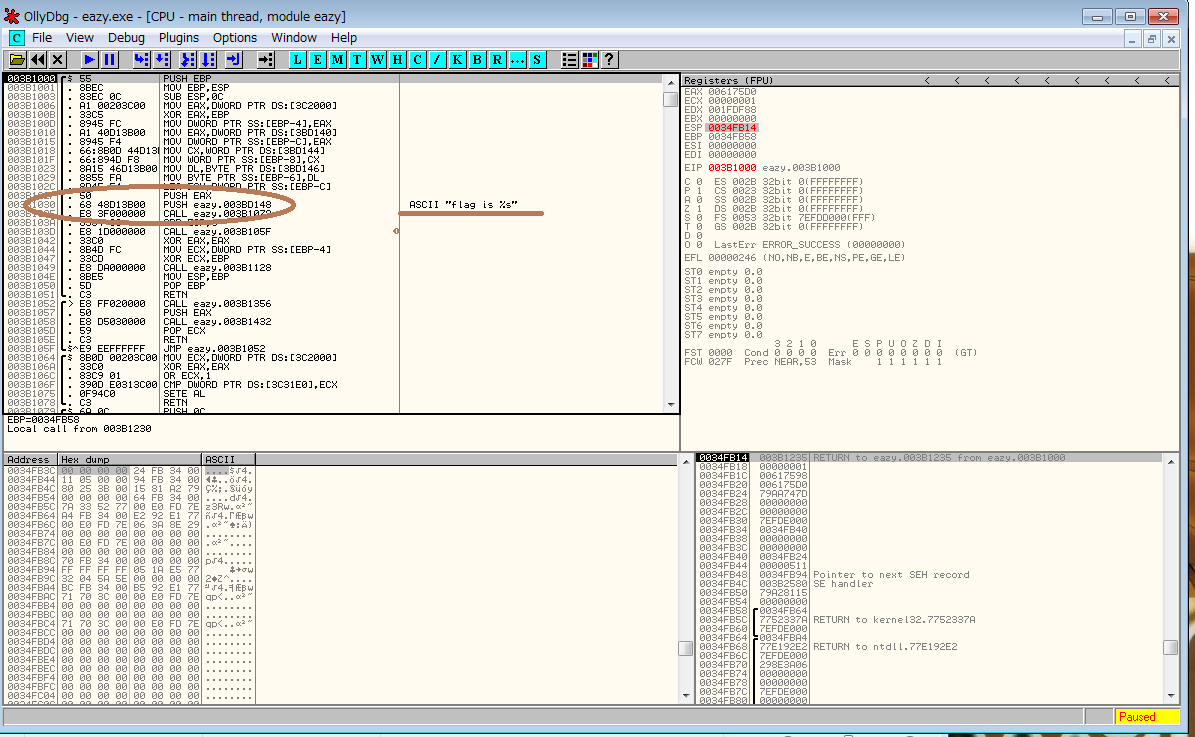 OllyDbg - eazy.exe - [CPU - main thread, module eazy]
C File View Debug Plugins Options Window Help
L E M T W H C / K B R ... S ?
003B1000 $ 55 PUSH EBP
003B1001 . 8BEC MOV EBP,ESP
003B1003 . 83EC 0C SUB ESP,0C
003B1006 . A1 00203C00 MOV EAX,DWORD PTR DS:[3C2000]
003B100B . 33C5 XOR EAX,EBP
003B100D . 8945 FC MOV DWORD PTR SS:[EBP-4],EAX
003B1010 . A1 40D13B00 MOV EAX,DWORD PTR DS:[3BD140]
003B1015 . 8945 F4 MOV DWORD PTR SS:[EBP-C],EAX
003B1018 . 66:8B0D 44D13 MOV CX,WORD PTR DS:[3BD144]
003B101F . 66:894D F8 MOV WORD PTR SS:[EBP-8],CX
003B1023 . 8A15 46D13B00 MOV DL,BYTE PTR DS:[3BD146]
003B1029 . 8855 FA MOV BYTE PTR SS:[EBP-6],DL
003B102C DWORD PTR SS:[EBP-C]
. 50 PUSH EAX
. 68 48D13B00 PUSH eazy.003BD148 ASCII "flag is %s"
. E8 3F000000 CALL
003B103D . E8 1D000000 CALL eazy.003B105F
003B1042 . 33C0 XOR EAX,EAX
003B1044 . 8B4D FC MOV ECX,DWORD PTR SS:[EBP-4]
003B1047 . 33CD XOR ECX,EBP
003B1049 . E8 DA000000 CALL eazy.003B1128
003B104E . 8BE5 MOV ESP,EBP
003B1050 . 5D POP EBP
003B1051 . C3 RETN
003B1052 > E8 FF020000 CALL eazy.003B1356
003B1057 . 50 PUSH EAX
003B1058 . E8 D5030000 CALL eazy.003B1432
003B105D . 59 POP ECX
003B105E . C3 RETN
003B105F $^E9 EEFFFFFF JMP eazy.003B1052
003B1064 $ 8B0D 00203C00 MOV ECX,DWORD PTR DS:[3C2000]
003B106A . 33C0 XOR EAX,EAX
003B106C . 83C9 01 OR ECX,1
003B106F . 390D E0313C00 CMP DWORD PTR DS:[3C31E0],ECX
003B1075 . 0F94C0 SETE AL
003B1078 . C3 RETN
003B1079 $ 6A 0C PUSH 0C
EBP=0034FB58
Local call from 003B1230
Registers (FPU) < < < < < < < < <
EAX 006175D0
ECX 00000001
EDX 001FDF88
EBX 00000000
ESP 0034FB14
EBP 0034FB58
ESI 00000000
EDI 00000000
EIP 003B1000 eazy.003B1000
C 0 ES 002B 32bit 0(FFFFFFFF)
P 1 CS 0023 32bit 0(FFFFFFFF)
A 0 SS 002B 32bit 0(FFFFFFFF)
Z 1 DS 002B 32bit 0(FFFFFFFF)
S 0 FS 0053 32bit 7EFDD000(FFF)
T 0 GS 002B 32bit 0(FFFFFFFF)
D 0
O 0 LastErr ERROR_SUCCESS (00000000)
EFL 00000246 (NO,NB,E,BE,NS,PE,GE,LE)
ST0 empty 0.0
ST1 empty 0.0
ST2 empty 0.0
ST3 empty 0.0
ST4 empty 0.0
ST5 empty 0.0
ST6 empty 0.0
ST7 empty 0.0
3 2 1 0 E S P U O Z D I
FST 0000 Cond 0 0 0 0 Err 0 0 0 0 0 0 0 0 (GT)
FCW 027F Prec NEAR,53 Mask 1 1 1 1 1 1
Address Hex dump ASCII
0034FB3C 00 00 00 00 24 FB 34 00
0034FB44 11 05 00 00 94 FB 34 00
0034FB4C 80 25 3B 00 15 81 A2 79
0034FB54 00 00 00 00 64 FB 34 00
0034FB5C 7A 33 52 77 00 E0 FD 7E
0034FB64 A4 FB 34 00 E2 92 E1 77
0034FB6C 00 E0 FD 7E 06 3A 8E 29
0034FB74 00 00 00 00 00 00 00 00 ........
0034FB7C 00 E0 FD 7E 00 00 00 00
0034FB84 00 00 00 00 00 00 00 00 ........
0034FB8C 70 FB 34 00 00 00 00 00
0034FB94 FF FF FF FF 05 1A E5 77
0034FB9C 32 04 5A 5E 00 00 00 00
0034FBA4 BC FB 34 00 B5 92 E1 77
0034FBAC 71 70 3C 00 00 E0 FD 7E
0034FBB4 00 00 00 00 00 00 00 00 ........
0034FBBC 00 00 00 00 00 00 00 00 ........
0034FBC4 71 70 3C 00 00 E0 FD 7E
0034FBCC 00 00 00 00 00 00 00 00 ........
0034FBD4 00 00 00 00 00 00 00 00 ........
0034FBDC 00 00 00 00 00 00 00 00 ........
0034FBE4 00 00 00 00 00 00 00 00 ........
0034FBEC 00 00 00 00 00 00 00 00 ........
0034FBF4 00 00 00 00 00 00 00 00 ........
0034FBFC 00 00 00 00 00 00 00 00 ........
0034FC04 00 00 00 00 00 00 00 00 ........
0034FB14 003B1235 RETURN to eazy.003B1235 from eazy.003B1000
0034FB18 00000001
0034FB1C 00617598
0034FB20 006175D0
0034FB24 79AA747D
0034FB28 00000000
0034FB2C 00000000
0034FB30 7EFDE000
0034FB34 0034FB40
0034FB38 00000000
0034FB3C 00000000
0034FB40 0034FB24
0034FB44 00000511
0034FB48 0034FB94 Pointer to next SEH record
0034FB4C 003B2580 SE handler
0034FB50 79A28115
0034FB54 00000000
0034FB58 0034FB64
0034FB5C 7752337A RETURN to kernel32.7752337A
0034FB60 7EFDE000
0034FB64 0034FBA4
0034FB68 77E192E2 RETURN to ntdll.77E192E2
0034FB6C 7EFDE000
0034FB70 298E3A06
0034FB74 00000000
0034FB78 00000000
0034FB7C 7EFDE000
0034FB80 00000000
Paused